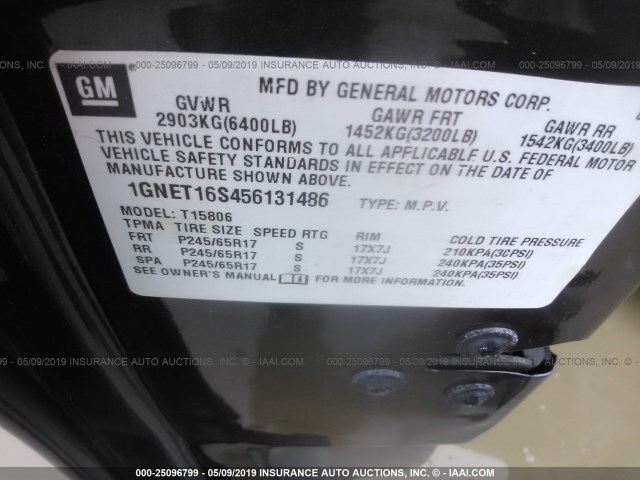 000-25096799 - 05/09/2019 INSURANCE AUTO AUCTIONS, INC. - © - IAAI.COM
GM
MFD BY GENERAL MOTORS CORP.
GVWR GAWR FRT GAWR RR
2903KG(6400LB) 1452KG(3200LB) 1542KG(3400LB)
THIS VEHICLE CONFORMS TO ALL APPLICABLE U.S. FEDERAL MOTOR
VEHICLE SAFETY STANDARDS IN EFFECT ON THE DATE OF
MANUFACTURE SHOWN ABOVE.
1GNET16S456131486 TYPE: M.P.V.
MODEL: T15806
TPMA TIRE SIZE SPEED RTG RIM COLD TIRE PRESSURE
FRT P245/65R17 S 17X7J 210KPA(30PSI)
RR P245/65R17 S 17X7J 240KPA(35PSI)
SPA P245/65R17 S 17X7J 240KPA(35PSI)
SEE OWNER'S MANUAL FOR MORE INFORMATION.
000-25096799 - 05/09/2019 INSURANCE AUTO AUCTIONS, INC. - © - IAAI.COM
000-25096799 - 05/09/2019 INSURANCE AUTO AUCTIONS, INC. - © - IAAI.COM